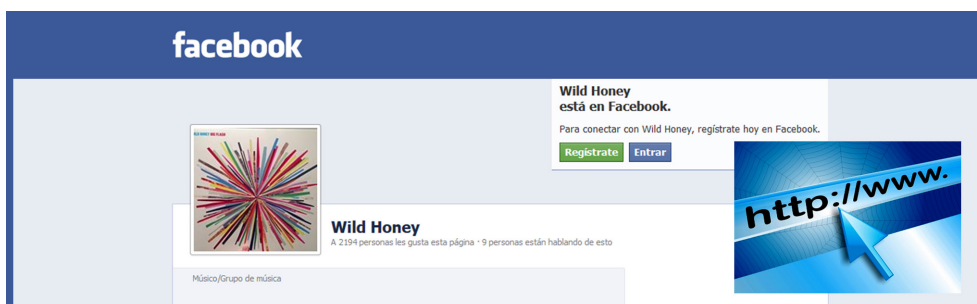 facebook
Wild Honey
está en Facebook.
Para conectar con Wild Honey, regístrate hoy en Facebook.
Regístrate Entrar
http://www.
Wild Honey
A 2194 personas les gusta esta página · 9 personas están hablando de esto
Músico/Grupo de música